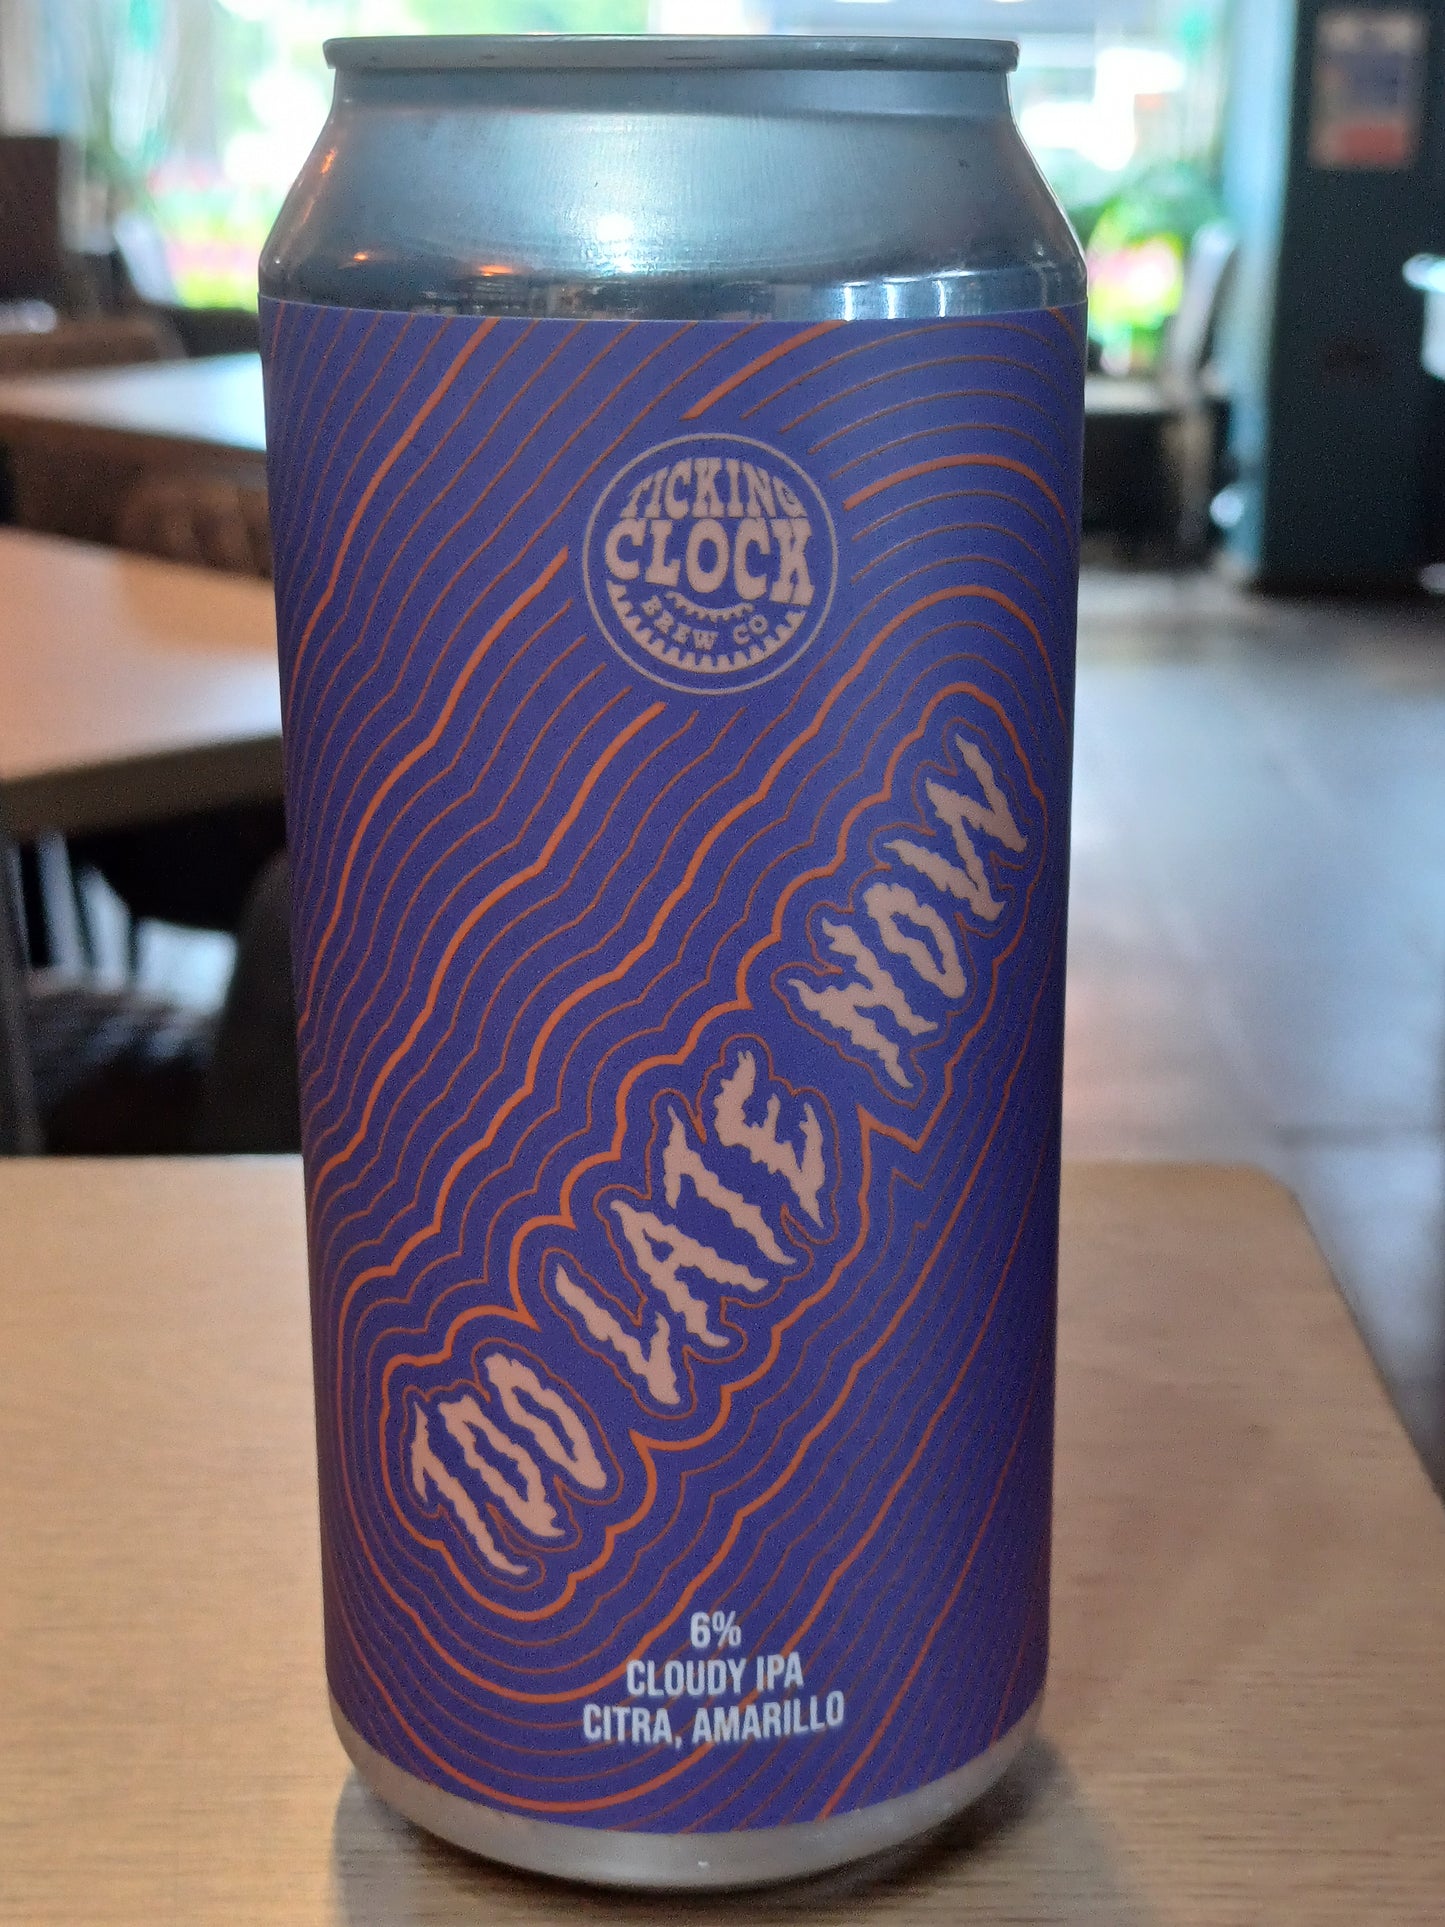 TICKING
CLOCK
BREW CO
TOO LATE NOW
6%
CLOUDY IPA
CITRA, AMARILLO